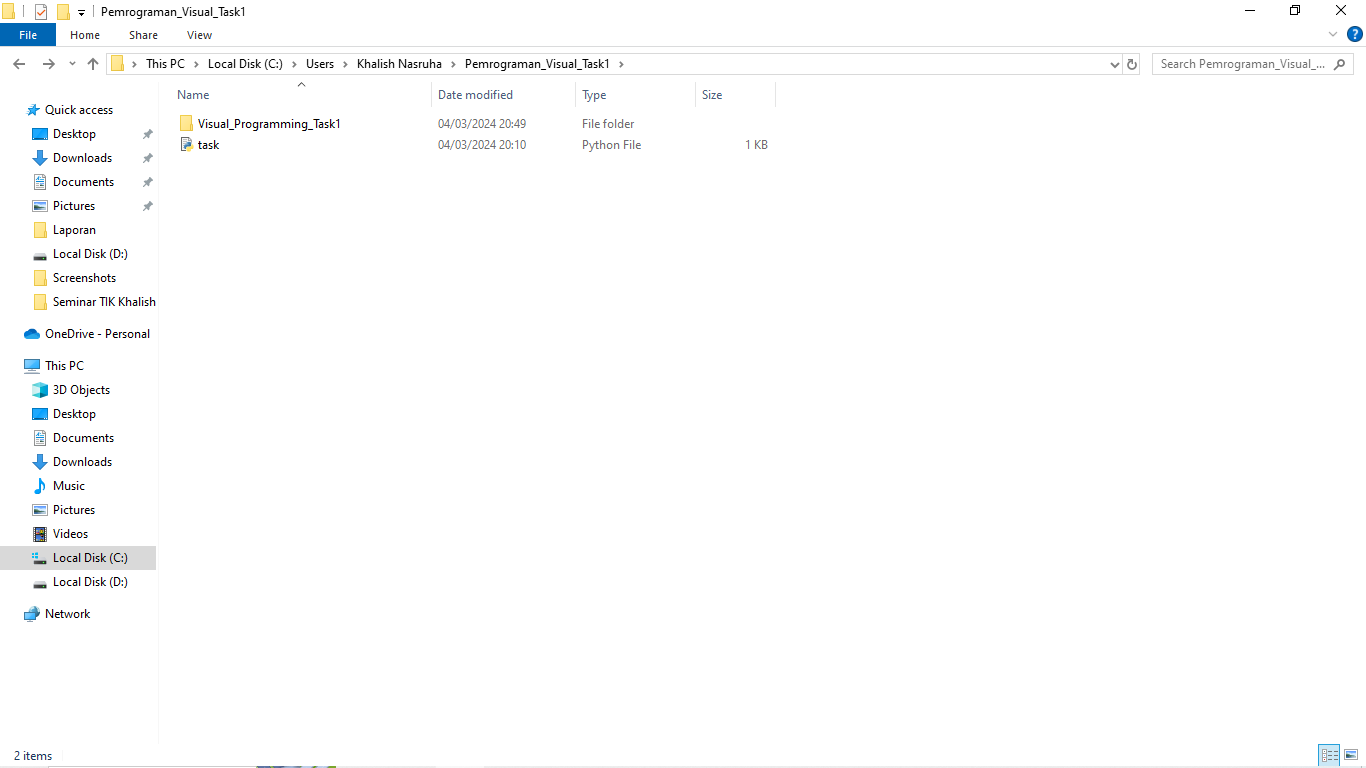 Pemrograman_Visual_Task1
File Home Share View
This PC Local Disk (C:) Users Khalish Nasruha Pemrograman_Visual_Task1
Search Pemrograman_Visual_...
Name Date modified Type Size
Visual_Programming_Task1 04/03/2024 20:49 File folder
task 04/03/2024 20:10 Python File 1 KB
Quick access
Desktop
Downloads
Documents
Pictures
Laporan
Local Disk (D:)
Screenshots
Seminar TIK Khalish
OneDrive - Personal
This PC
3D Objects
Desktop
Documents
Downloads
Music
Pictures
Videos
Local Disk (C:)
Local Disk (D:)
Network
2 items